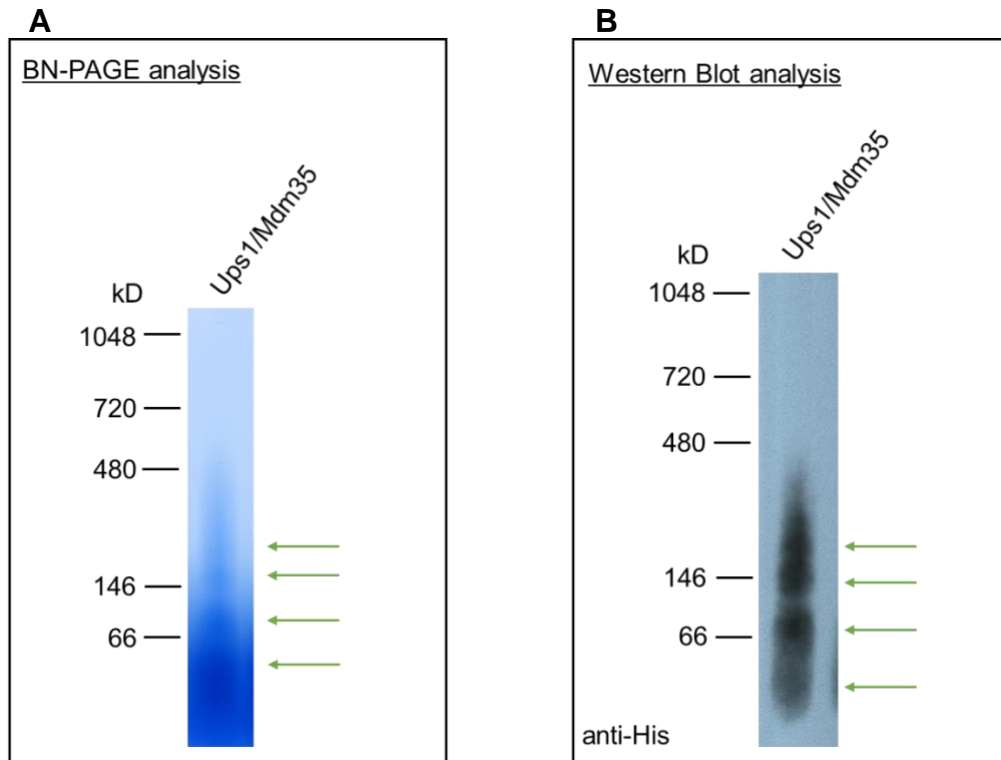 A
BN-PAGE analysis
Ups1/Mdm35
kD
1048
720
480
146
66
B
Western Blot analysis
Ups1/Mdm35
kD
1048
720
480
146
66
anti-His